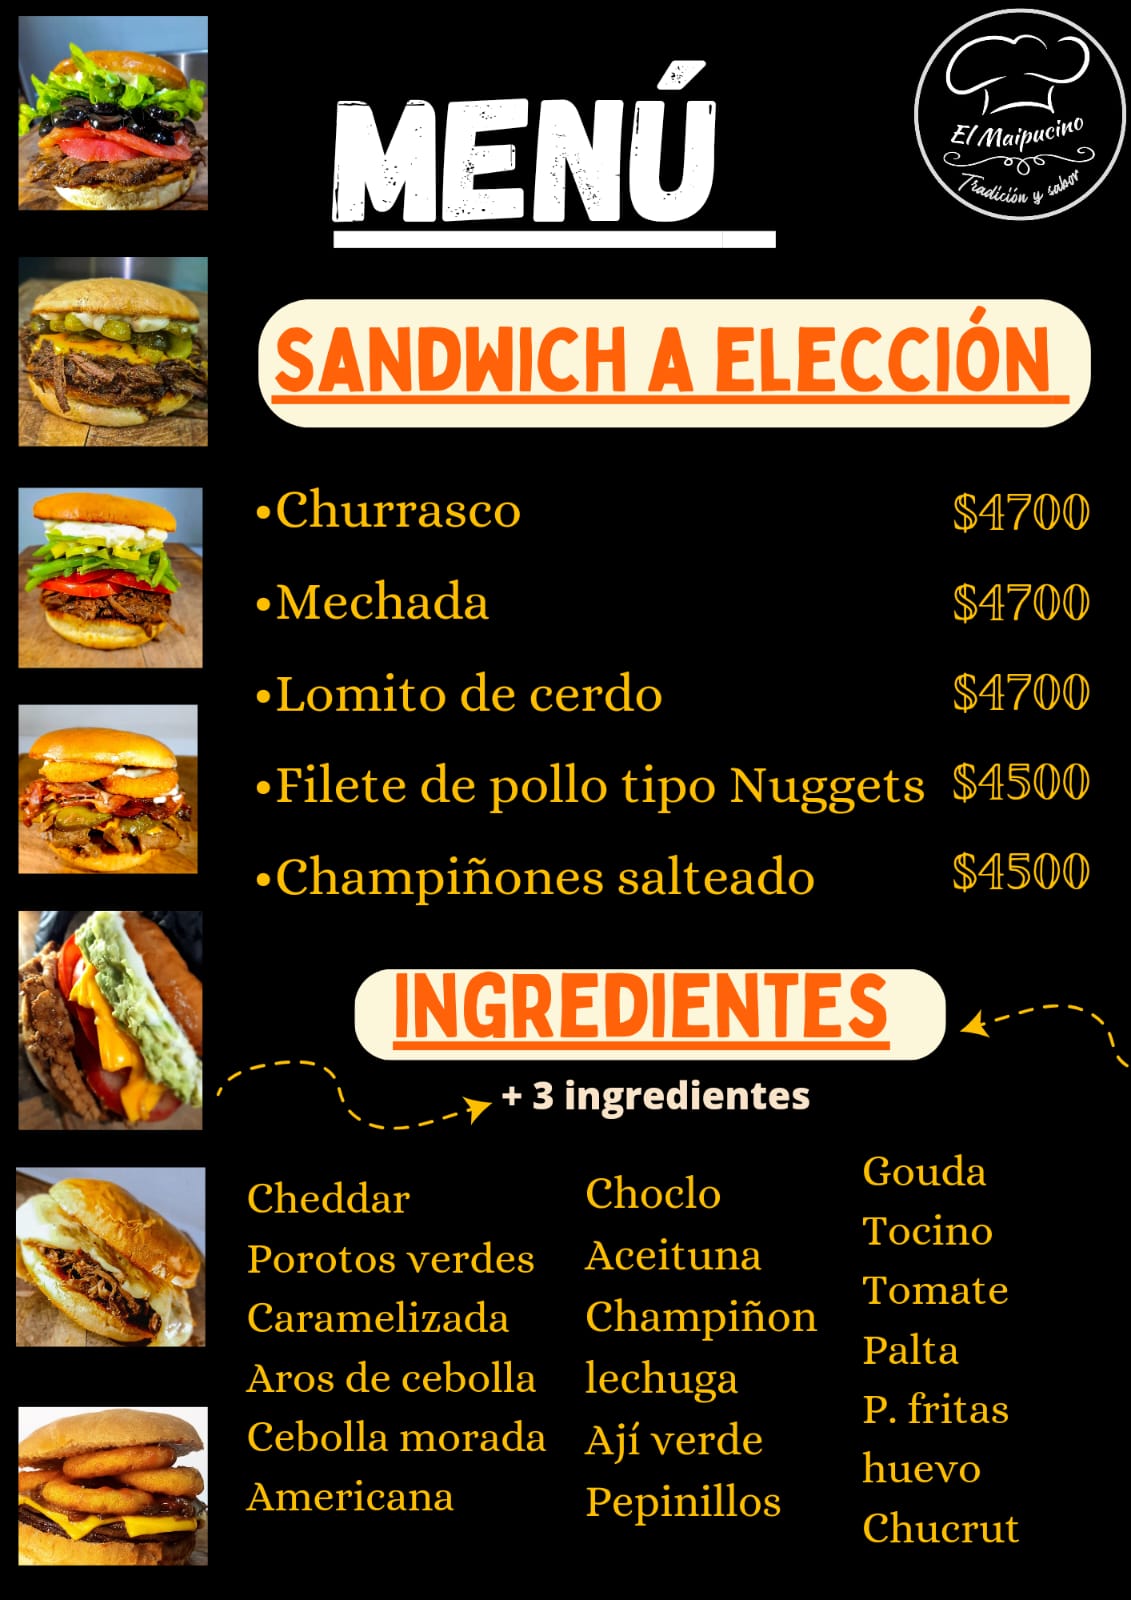 MENÚ
El Maipucino
Tradición y sabor
SANDWICH A ELECCIÓN
•Churrasco $4700
•Mechada $4700
•Lomito de cerdo $4700
•Filete de pollo tipo Nuggets $4500
•Champiñones salteado $4500
INGREDIENTES
+ 3 ingredientes
Cheddar
Porotos verdes
Caramelizada
Aros de cebolla
Cebolla morada
Americana
Choclo
Aceituna
Champiñon
lechuga
Ají verde
Pepinillos
Gouda
Tocino
Tomate
Palta
P. fritas
huevo
Chucrut